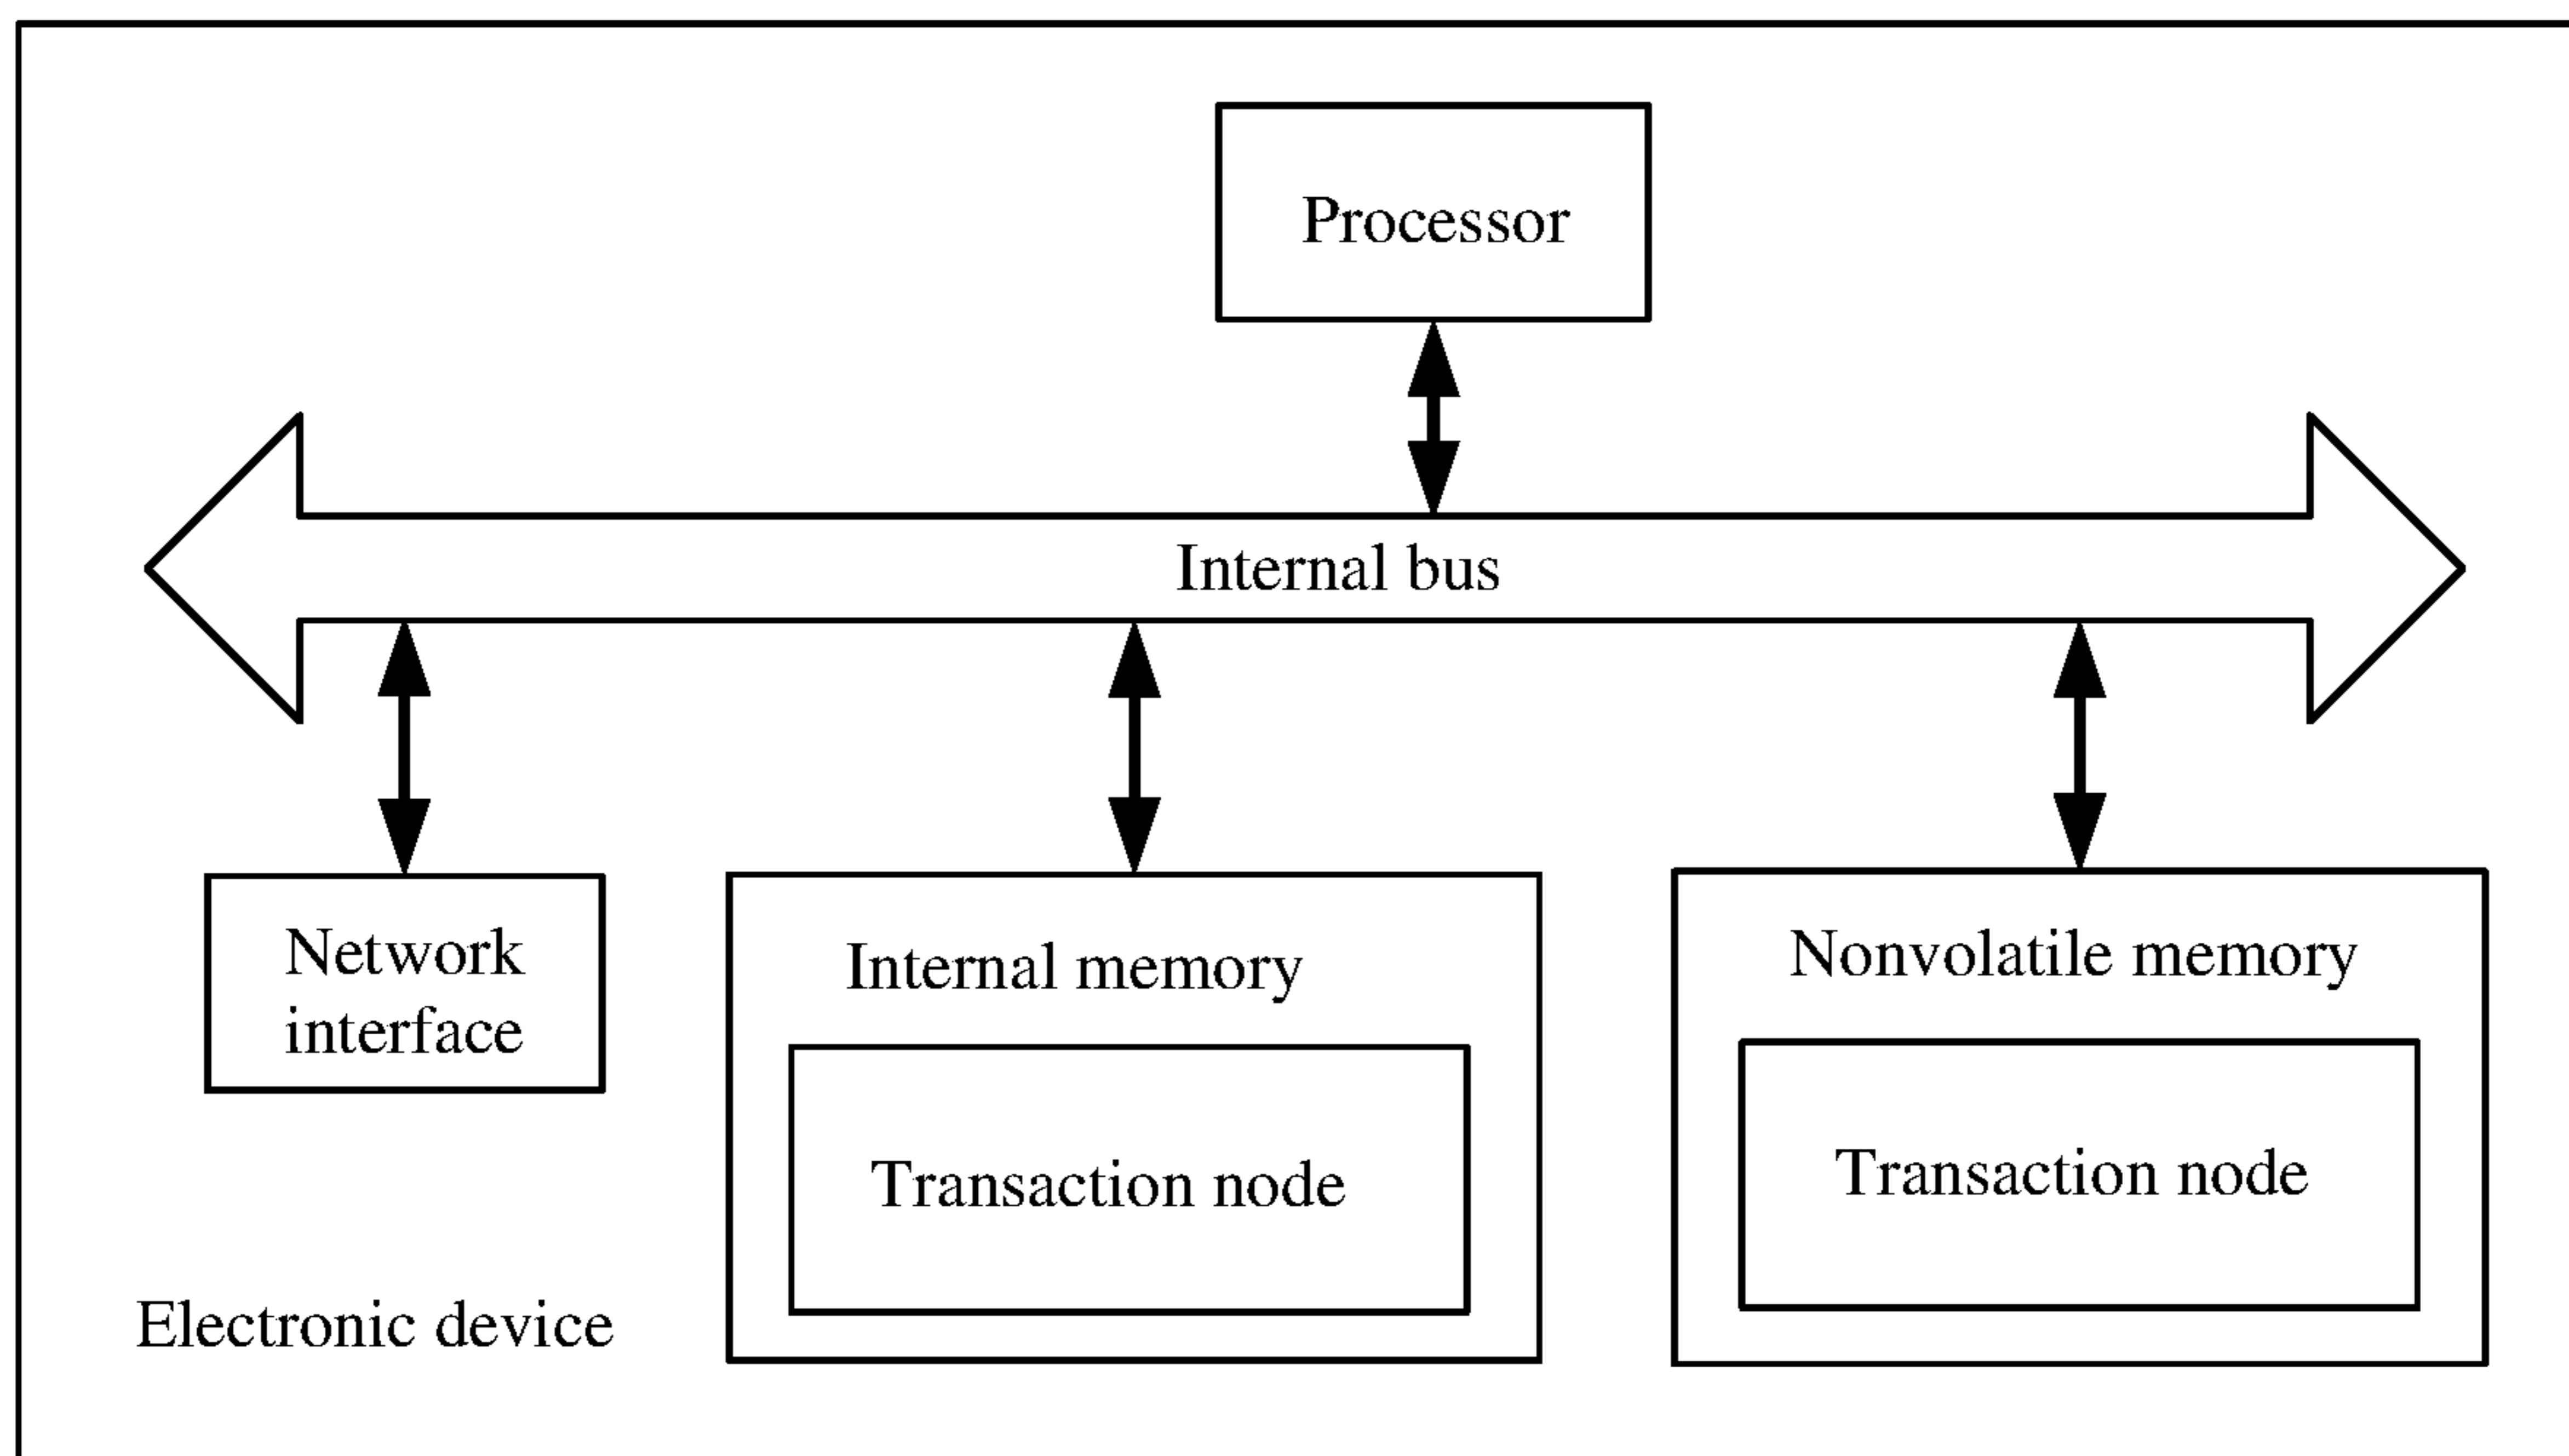 Processor
Internal bus
Network
interface
Internal memory
Transaction node
Nonvolatile memory
Transaction node
Electronic device